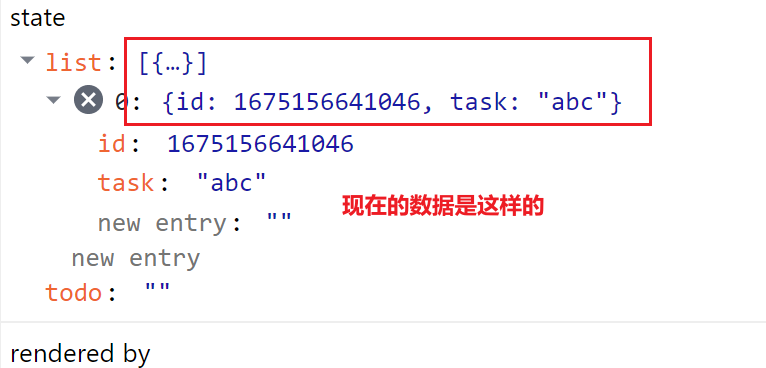 state
list: [{…}]
0: {id: 1675156641046, task: "abc"}
id: 1675156641046
task: "abc"
现在的数据是这样的
new entry: ""
new entry
todo: ""
rendered by